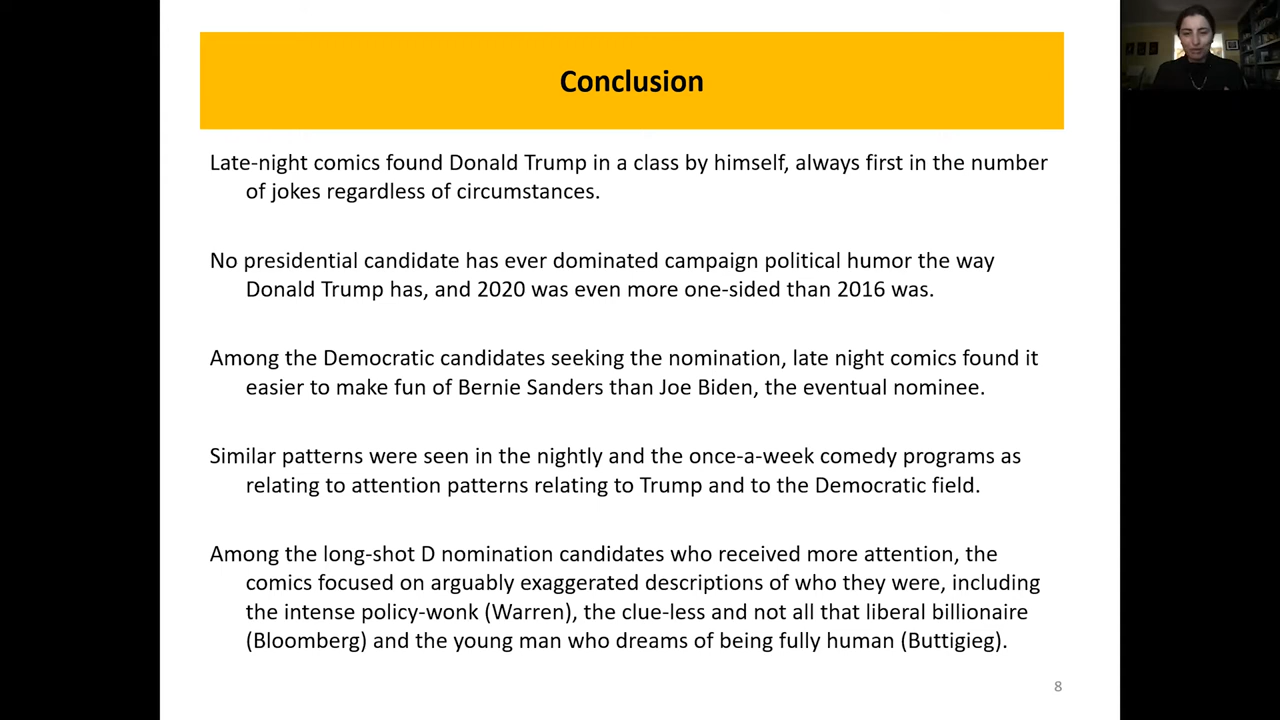 Conclusion
Late-night comics found Donald Trump in a class by himself, always first in the number
of jokes regardless of circumstances.
No presidential candidate has ever dominated campaign political humor the way
Donald Trump has, and 2020 was even more one-sided than 2016 was.
Among the Democratic candidates seeking the nomination, late night comics found it
easier to make fun of Bernie Sanders than Joe Biden, the eventual nominee.
Similar patterns were seen in the nightly and the once-a-week comedy programs as
relating to attention patterns relating to Trump and to the Democratic field.
Among the long-shot D nomination candidates who received more attention, the
comics focused on arguably exaggerated descriptions of who they were, including
the intense policy-wonk (Warren), the clue-less and not all that liberal billionaire
(Bloomberg) and the young man who dreams of being fully human (Buttigieg).
8